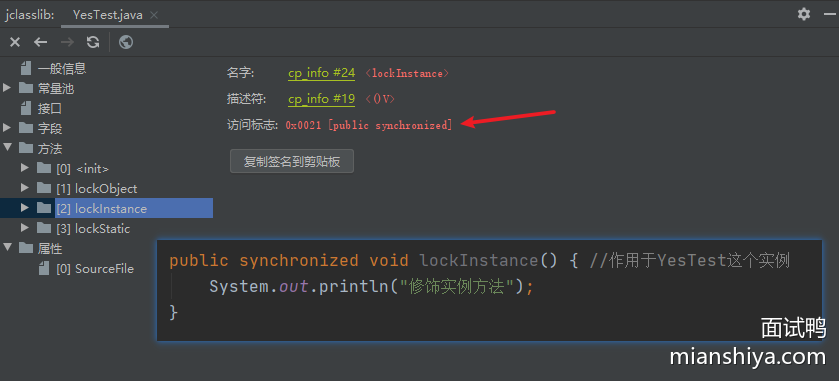 jclasslib: YesTest.java
一般信息
常量池
接口
字段
方法
[0] <init>
[1] lockObject
[2] lockInstance
[3] lockStatic
属性
[0] SourceFile
名字: cp_info #24 <lockInstance>
描述符: cp_info #19 <()V>
访问标志: 0x0021 [public synchronized]
复制签名到剪贴板
public synchronized void lockInstance() { //作用于YesTest这个实例
System.out.println("修饰实例方法");
}
面试鸭
mianshiya.com